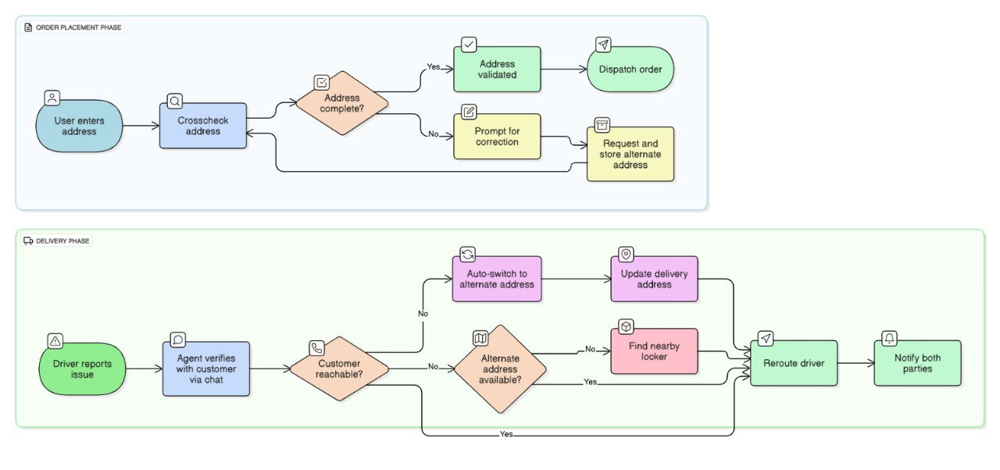 ORDER PLACEMENT PHASE
User enters
address
Crosscheck
address
Address
complete?
Yes
Address
validated
Dispatch order
No
Prompt for
correction
Request and
store alternate
address
DELIVERY PHASE
Driver reports
issue
Agent verifies
with customer
via chat
Customer
reachable?
No
Auto-switch to
alternate address
Update delivery
address
No
Alternate
address
available?
No
Find nearby
locker
Yes
Yes
Reroute driver
Notify both
parties